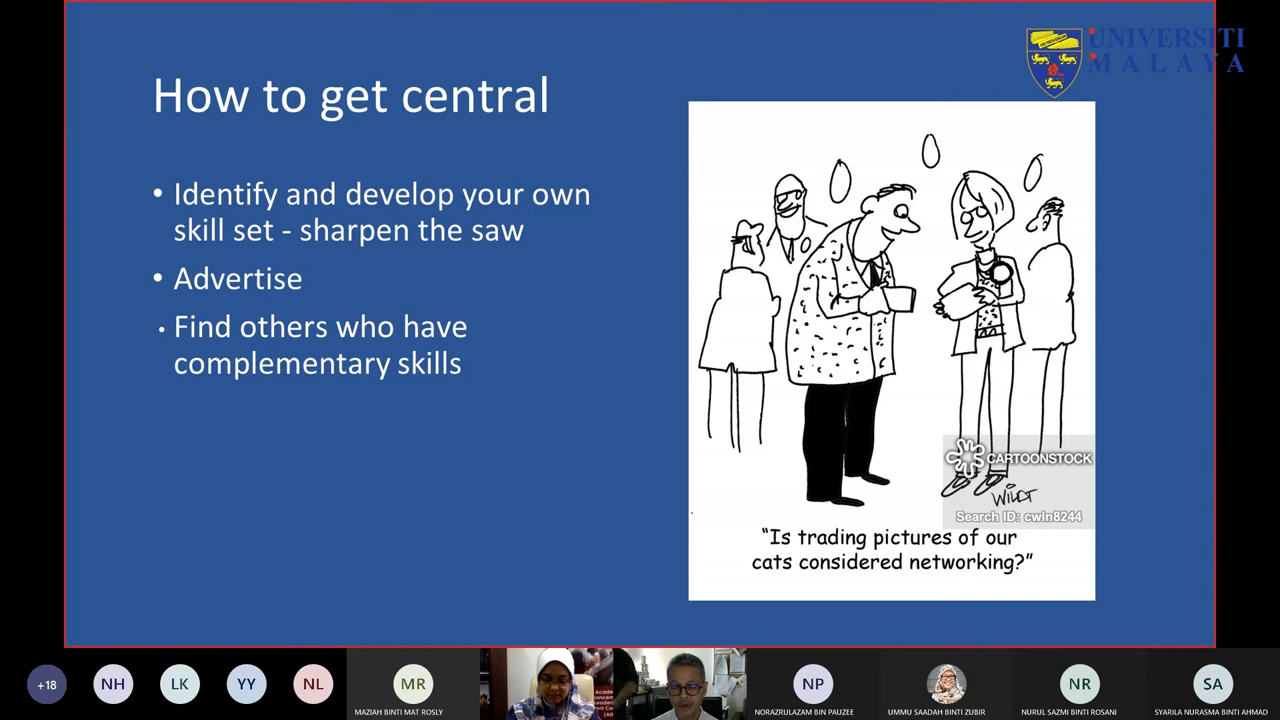 UNIVERSITI
MALAYA
How to get central
• Identify and develop your own
skill set - sharpen the saw
• Advertise
• Find others who have
complementary skills
CARTOONSTOCK
WILDT
Search ID: cwln8244
“Is trading pictures of our
cats considered networking?”
+18
NH
LK
YY
NL
MR
NP
NR
SA
MAZIAH BINTI MAT ROSLY
NORAZRULAZAM BIN PAUZEE
UMMU SAADAH BINTI ZUBIR
NURUL SAZMI BINTI ROSANI
SYARILA NURASMA BINTI AHMAD